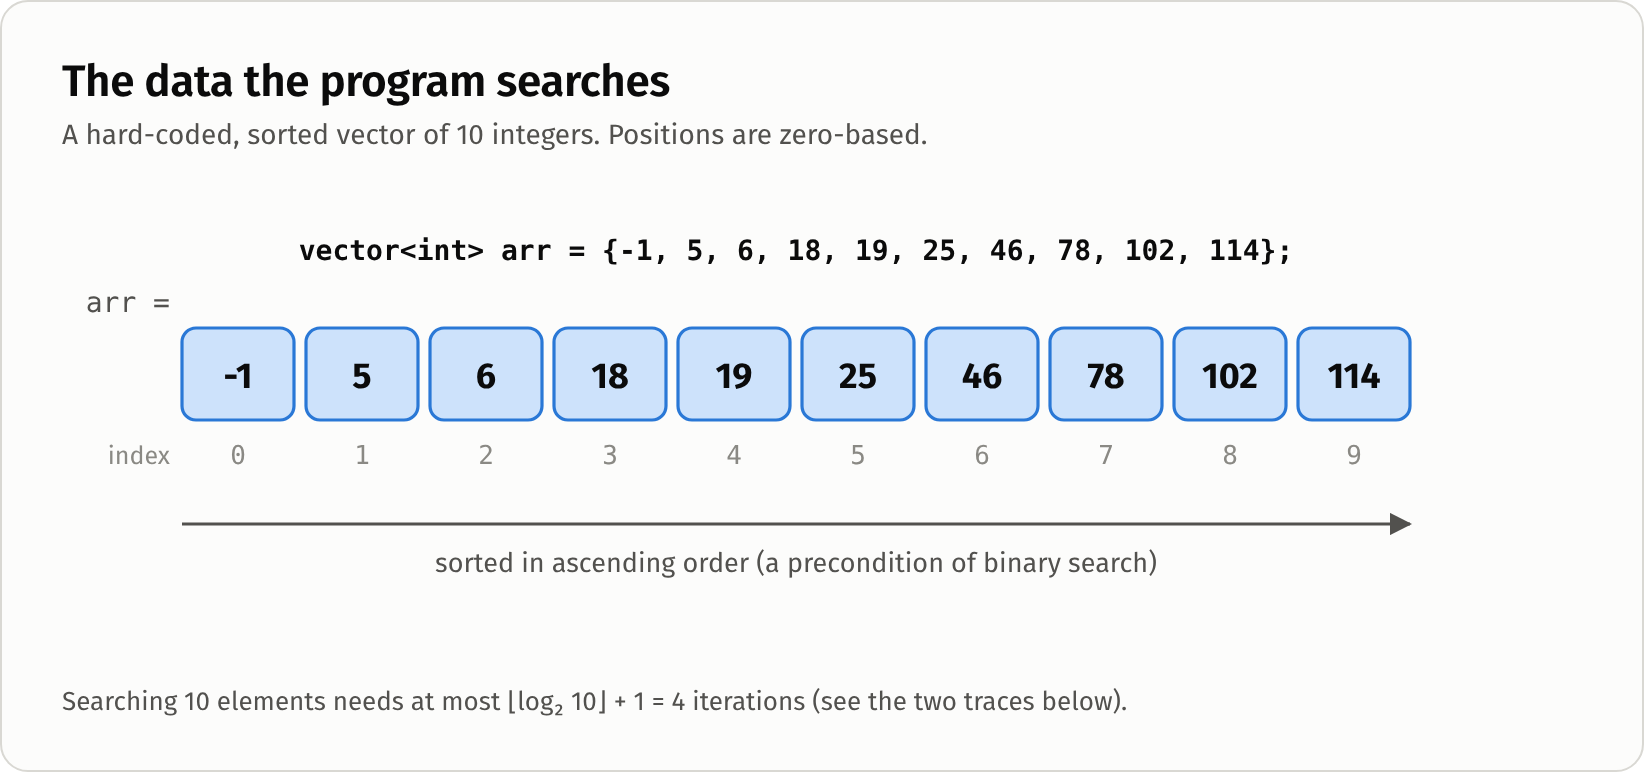 The data the program searches
A hard-coded, sorted vector of 10 integers. Positions are zero-based.
vector<int> arr = {-1, 5, 6, 18, 19, 25, 46, 78, 102, 114};
arr =
-1 5 6 18 19 25 46 78 102 114
index 0 1 2 3 4 5 6 7 8 9
sorted in ascending order (a precondition of binary search)
Searching 10 elements needs at most ⌊log₂ 10⌋ + 1 = 4 iterations (see the two traces below).